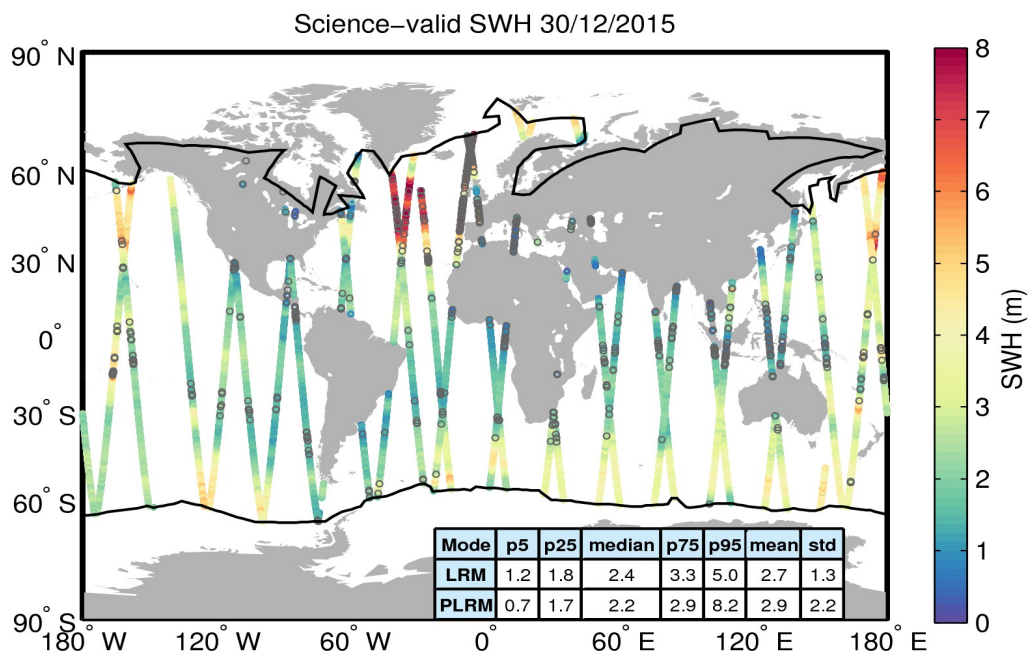 Science–valid SWH 30/12/2015
90° N
60° N
30° N
0°
30° S
60° S
90° S
180° W
120° W
60° W
0°
60° E
120° E
180° E
8
7
6
5
4
3
2
1
0
SWH (m)
Mode p5 p25 median p75 p95 mean std
LRM 1.2 1.8 2.4 3.3 5.0 2.7 1.3
PLRM 0.7 1.7 2.2 2.9 8.2 2.9 2.2